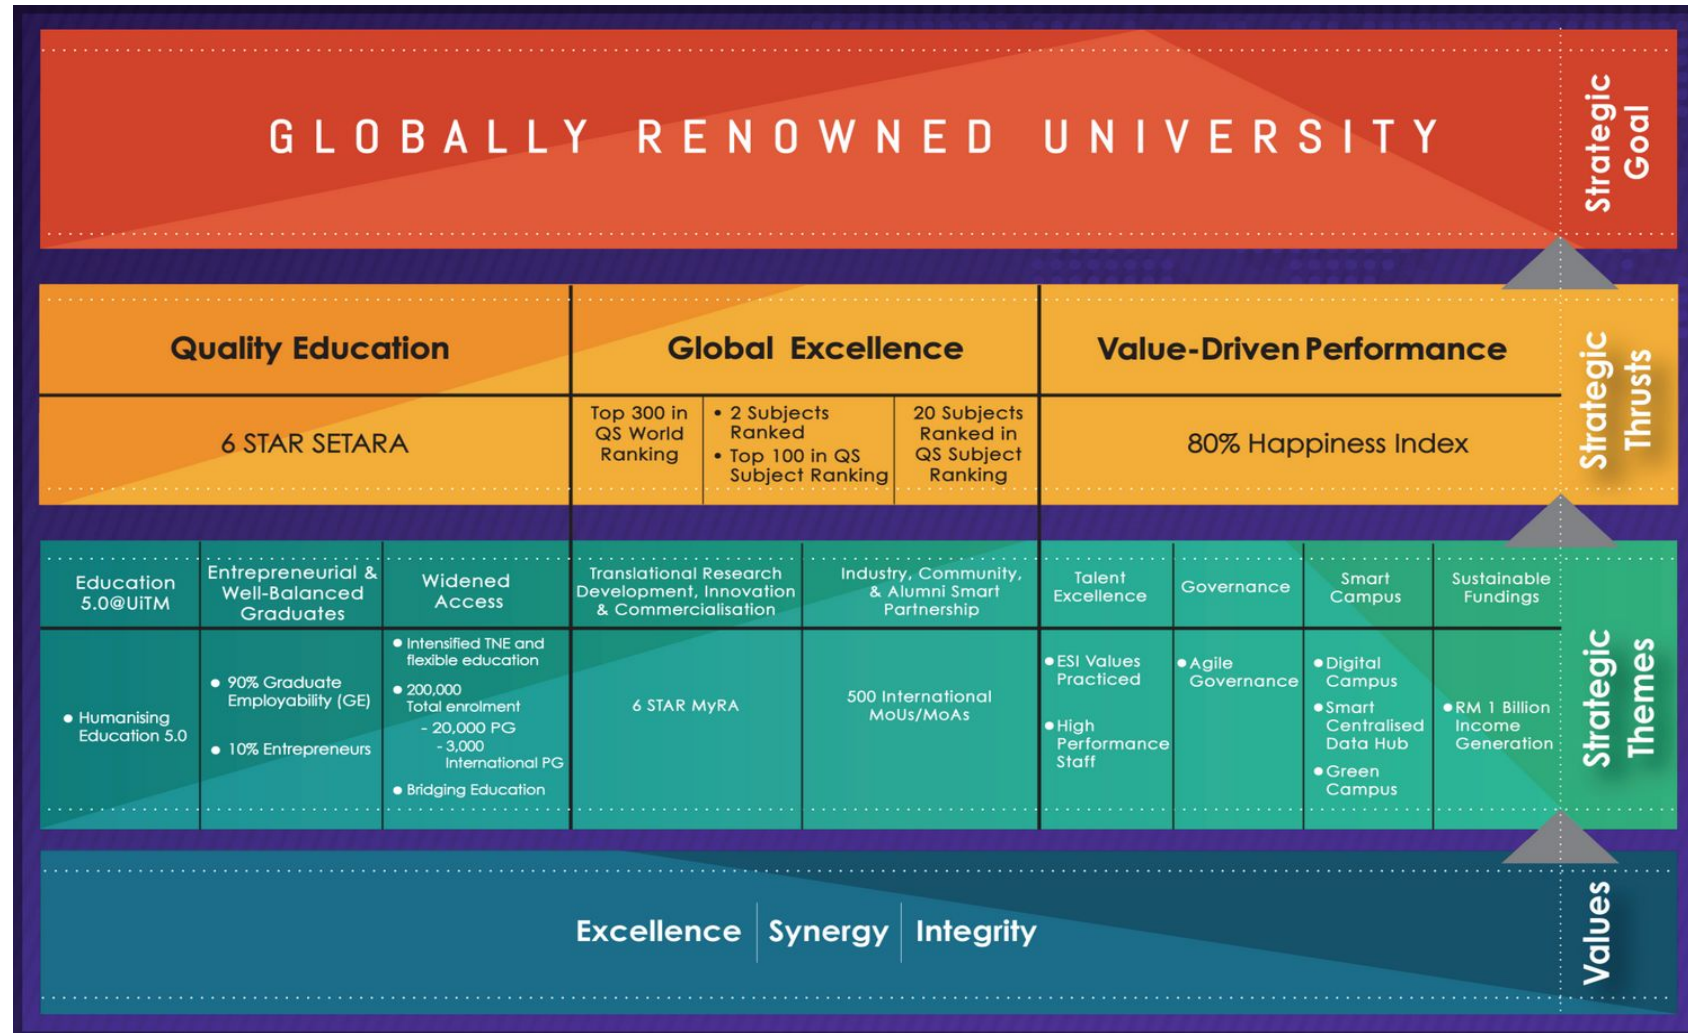 GLOBALLY RENOWNED UNIVERSITY
Strategic
Goal
Quality Education
Global Excellence
Value-Driven Performance
Strategic
Thrusts
6 STAR SETARA
Top 300 in
QS World
Ranking
• 2 Subjects
Ranked
• Top 100 in QS
Subject Ranking
20 Subjects
Ranked in
QS Subject
Ranking
80% Happiness Index
Education
5.0@UiTM
Entrepreneurial &
Well-Balanced
Graduates
Widened
Access
Translational Research
Development, Innovation
& Commercialisation
Industry, Community,
& Alumni Smart
Partnership
Talent
Excellence
Governance
Smart
Campus
Sustainable
Fundings
Strategic
Themes
• Humanising
Education 5.0
• 90% Graduate
Employability (GE)
• 10% Entrepreneurs
• Intensified TNE and
flexible education
• 200,000
Total enrolment
- 20,000 PG
- 3,000
International PG
• Bridging Education
6 STAR MyRA
500 International
MoUs/MoAs
• ESI Values
Practiced
• High
Performance
Staff
• Agile
Governance
• Digital
Campus
• Smart
Centralised
Data Hub
• Green
Campus
• RM 1 Billion
Income
Generation
Excellence | Synergy | Integrity
Values